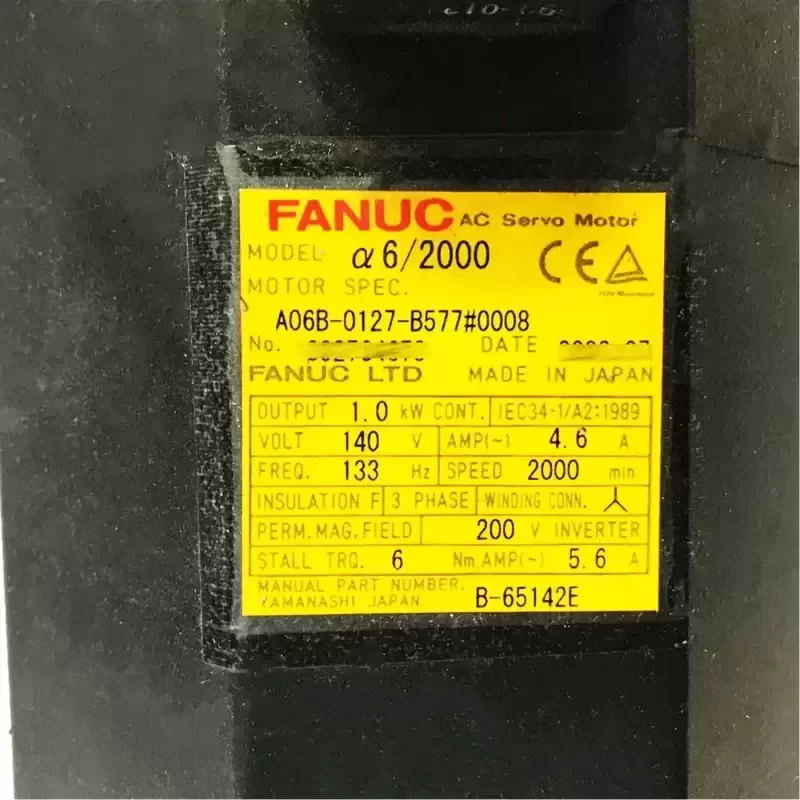 FANUC AC Servo Motor
MODEL α6/2000
CE
MOTOR SPEC.
A06B-0127-B577#0008
No. DATE
FANUC LTD MADE IN JAPAN
OUTPUT 1.0 kW CONT. IEC34-1/A2:1989
VOLT 140 V AMP(~) 4.6 A
FREQ. 133 Hz SPEED 2000 min
INSULATION F 3 PHASE WINDING CONN.
PERM.MAG.FIELD 200 V INVERTER
STALL TRQ. 6 Nm,AMP(~) 5.6 A
MANUAL PART NUMBER.
YAMANASHI JAPAN B-65142E